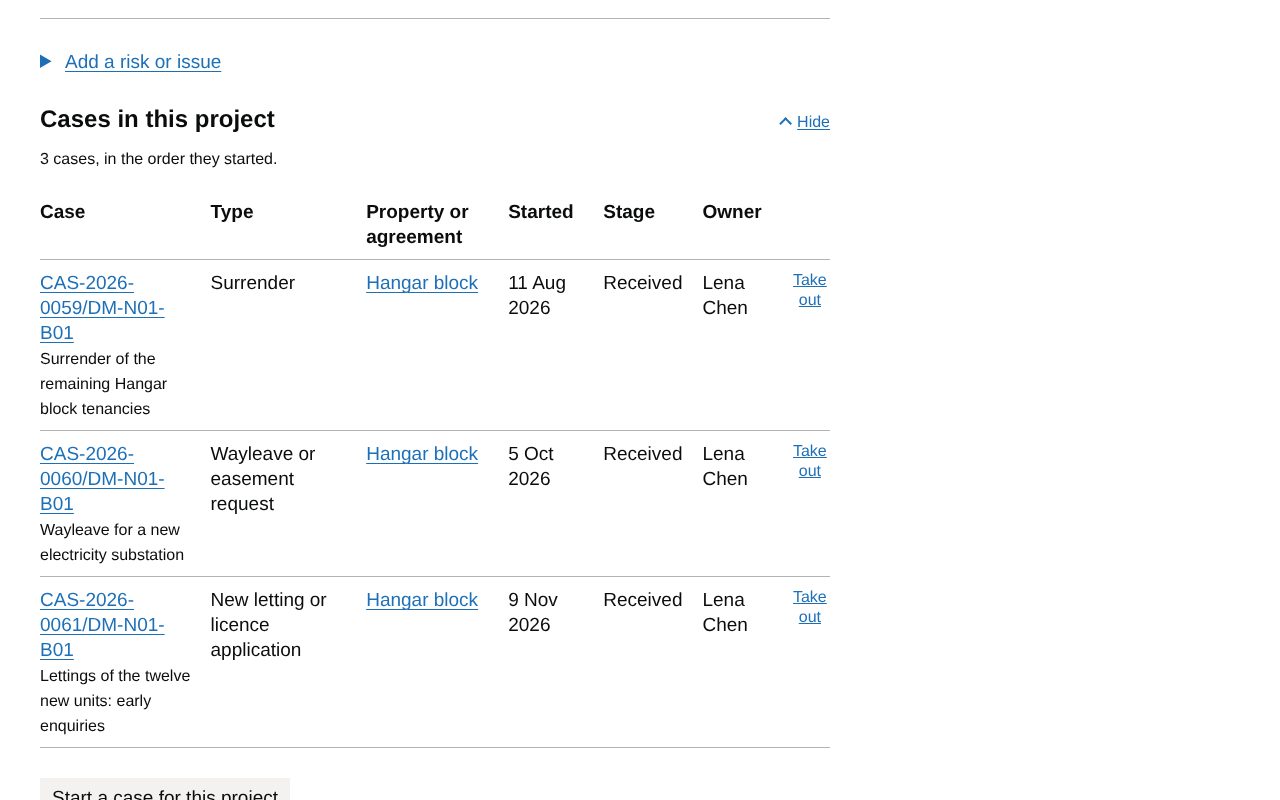 Add a risk or issue
Cases in this project
Hide
3 cases, in the order they started.
Case Type Property or agreement Started Stage Owner
CAS-2026-
0059/DM-N01-
B01
Surrender of the
remaining Hangar
block tenancies
Surrender
Hangar block
11 Aug
2026
Received
Lena
Chen
Take
out
CAS-2026-
0060/DM-N01-
B01
Wayleave for a new
electricity substation
Wayleave or
easement
request
Hangar block
5 Oct
2026
Received
Lena
Chen
Take
out
CAS-2026-
0061/DM-N01-
B01
Lettings of the twelve
new units: early
enquiries
New letting or
licence
application
Hangar block
9 Nov
2026
Received
Lena
Chen
Take
out
Start a case for this project